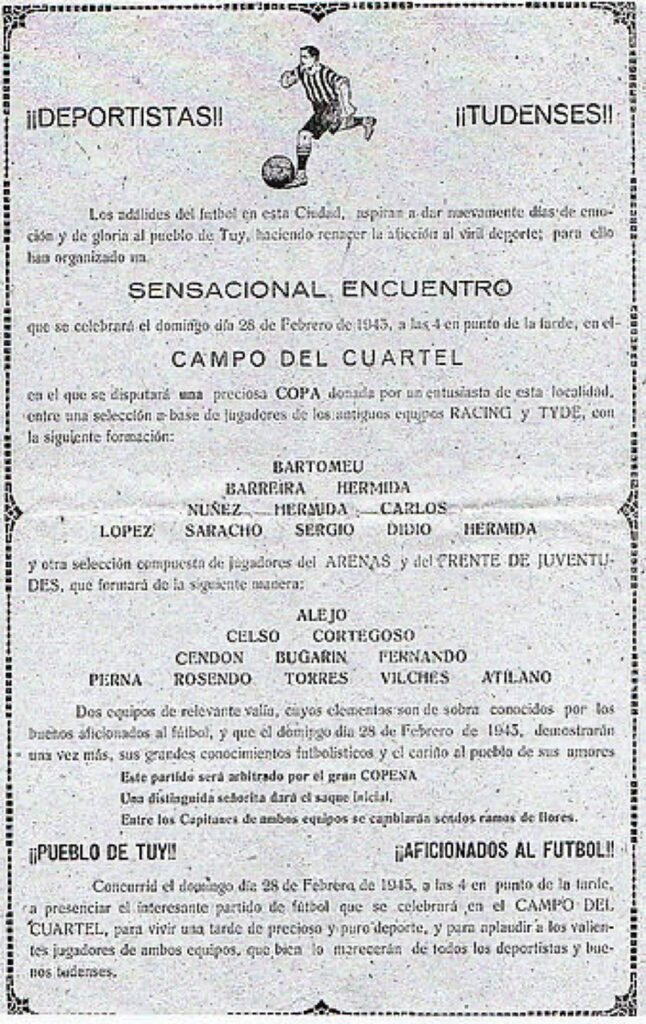 ¡¡DEPORTISTAS!! ¡¡TUDENSES!!
Los adálides del futbol en esta Ciudad, aspiran a dar nuevamente días de emo-
ción y de gloria al pueblo de Tuy, haciendo renacer la afición al viril deporte; para ello
han organizado un
SENSACIONAL ENCUENTRO
que se celebrará el domingo día 28 de Febrero de 1943, a las 4 en punto de la tarde, en el-
CAMPO DEL CUARTEL
en el que se disputará una preciosa COPA donada por un entusiasta de esta localidad,
entre una selección a base de jugadores de los antiguos equipos RACING y TYDE, con
la siguiente formación:
BARTOMEU
BARREIRA HERMIDA
NUÑEZ HERMIDA CARLOS
LOPEZ SARACHO SERGIO DIDIO HERMIDA
y otra selección compuesta de jugadores del ARENAS y del FRENTE DE JUVENTU-
DES, que formará de la siguiente manera:
ALEJO
CELSO CORTEGOSO
CENDON BUGARIN FERNANDO
PERNA ROSENDO TORRES VILCHES ATILANO
Dos equipos de relevante valía, cuyos elementos son de sobra conocidos por los
buenos aficionados al fútbol, y que el domingo día 28 de Febrero de 1943, demostrarán
una vez más, sus grandes conocimientos futbolísticos y el cariño al pueblo de sus amores
Este partido será arbitrado por el gran COPENA
Una distinguida señorita dará el saque inicial.
Entre los Capitanes de ambos equipos se cambiarán sendos ramos de flores.
¡¡PUEBLO DE TUY!! ¡¡AFICIONADOS AL FUTBOL!!
Concurrid el domingo día 28 de Febrero de 1943, a las 4 en punto de la tarde,
a presenciar el interesante partido de fútbol que se celebrará en el CAMPO DEL
CUARTEL, para vivir una tarde de precioso y puro deporte, y para aplaudir a los valien-
tes jugadores de ambos equipos, que bien lo merecerán de todos los deportistas y bue-
nos tudenses.